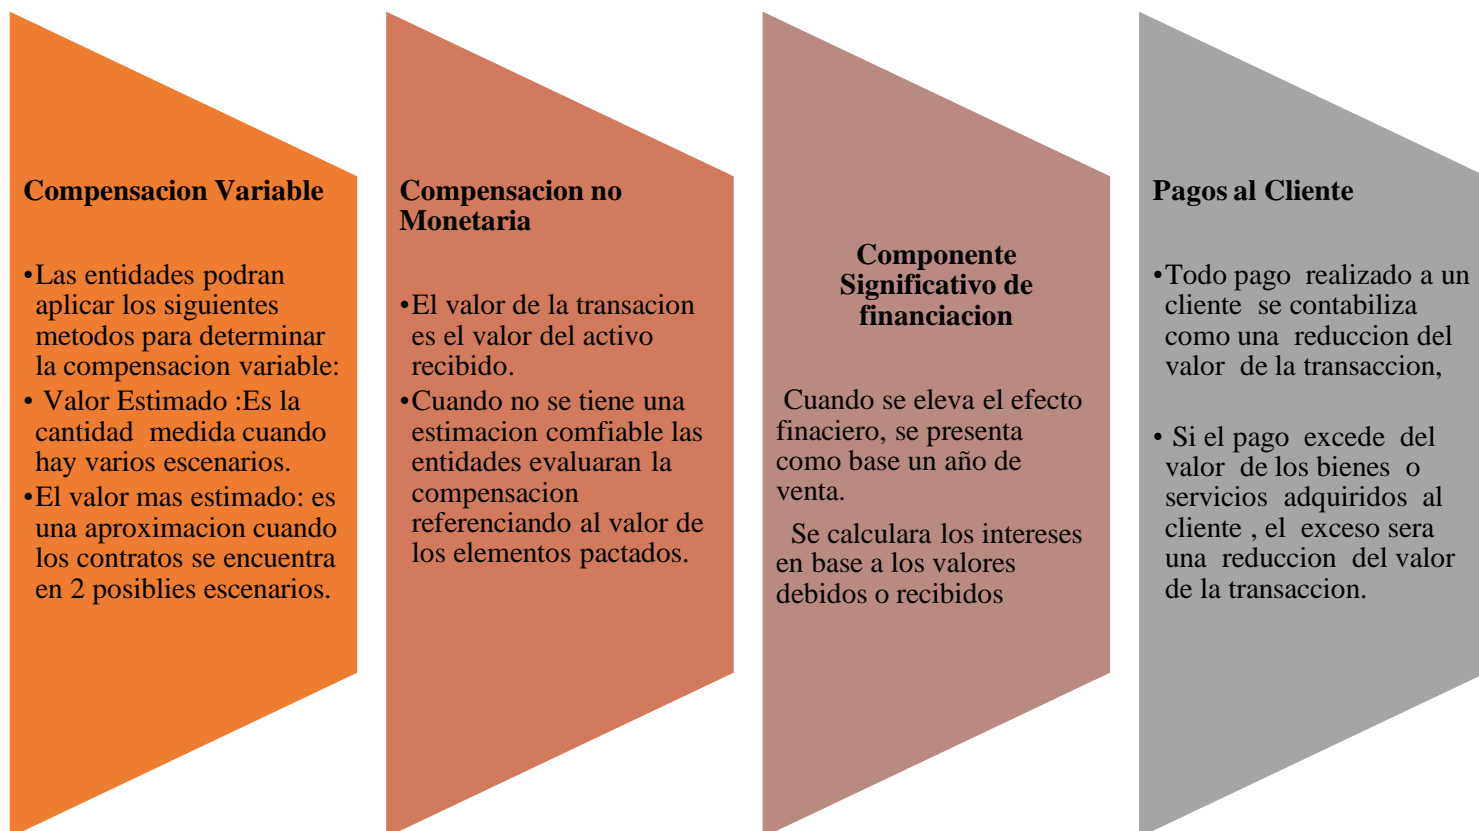 Compensacion Variable
•Las entidades podran
aplicar los siguientes
metodos para determinar
la compensacion variable:
• Valor Estimado :Es la
cantidad medida cuando
hay varios escenarios.
•El valor mas estimado: es
una aproximacion cuando
los contratos se encuentra
en 2 posiblies escenarios.
Compensacion no
Monetaria
•El valor de la transacion
es el valor del activo
recibido.
•Cuando no se tiene una
estimacion comfiable las
entidades evaluaran la
compensacion
referenciando al valor de
los elementos pactados.
Componente
Significativo de
financiacion
Cuando se eleva el efecto
finaciero, se presenta
como base un año de
venta.
Se calculara los intereses
en base a los valores
debidos o recibidos
Pagos al Cliente
•Todo pago realizado a un
cliente se contabiliza
como una reduccion del
valor de la transaccion,
• Si el pago excede del
valor de los bienes o
servicios adquiridos al
cliente , el exceso sera
una reduccion del valor
de la transaccion.